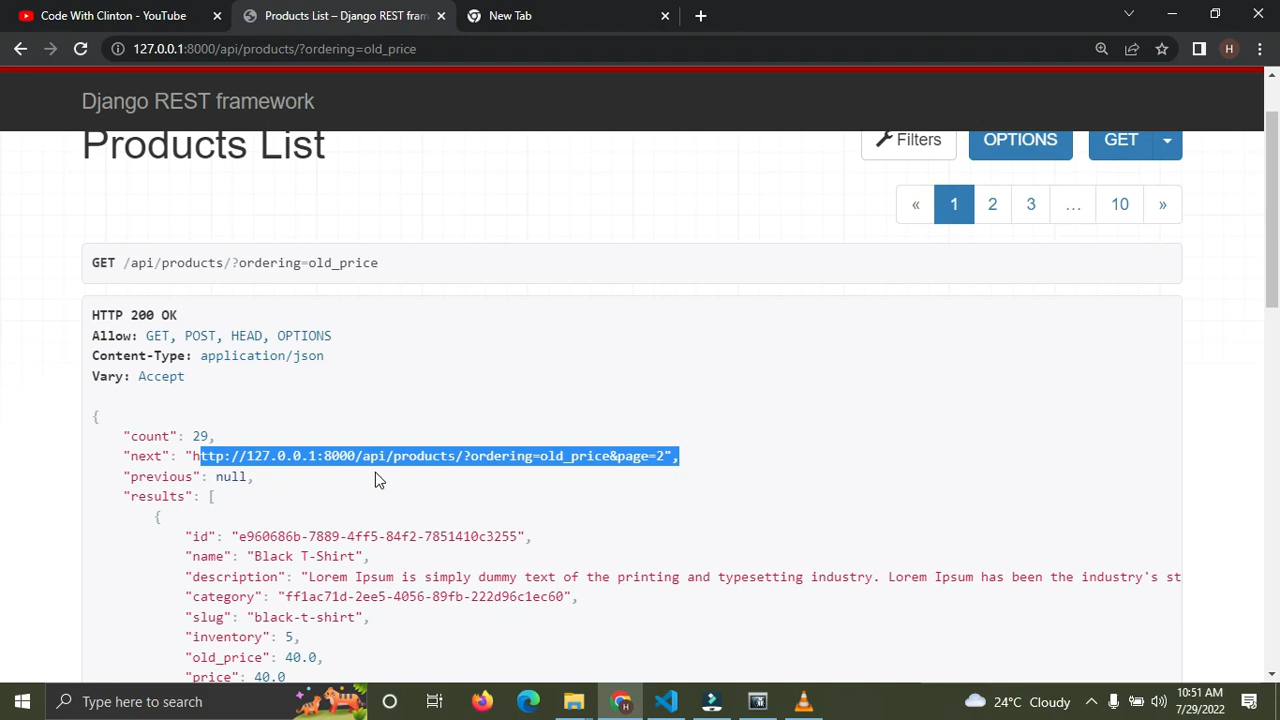 Code With Clinton - YouTube
Products List – Django REST fram
New Tab
127.0.0.1:8000/api/products/?ordering=old_price
H
Django REST framework
Products List
Filters
OPTIONS
GET
« 1 2 3 … 10 »
GET /api/products/?ordering=old_price
HTTP 200 OK
Allow: GET, POST, HEAD, OPTIONS
Content-Type: application/json
Vary: Accept
{
"count": 29,
"next": "http://127.0.0.1:8000/api/products/?ordering=old_price&page=2",
"previous": null,
"results": [
{
"id": "e960686b-7889-4ff5-84f2-7851410c3255",
"name": "Black T-Shirt",
"description": "Lorem Ipsum is simply dummy text of the printing and typesetting industry. Lorem Ipsum has been the industry's st
"category": "ff1ac71d-2ee5-4056-89fb-222d96c1ec60",
"slug": "black-t-shirt",
"inventory": 5,
"old_price": 40.0,
"price": 40.0
Type here to search
24°C Cloudy
10:51 AM
7/29/2022